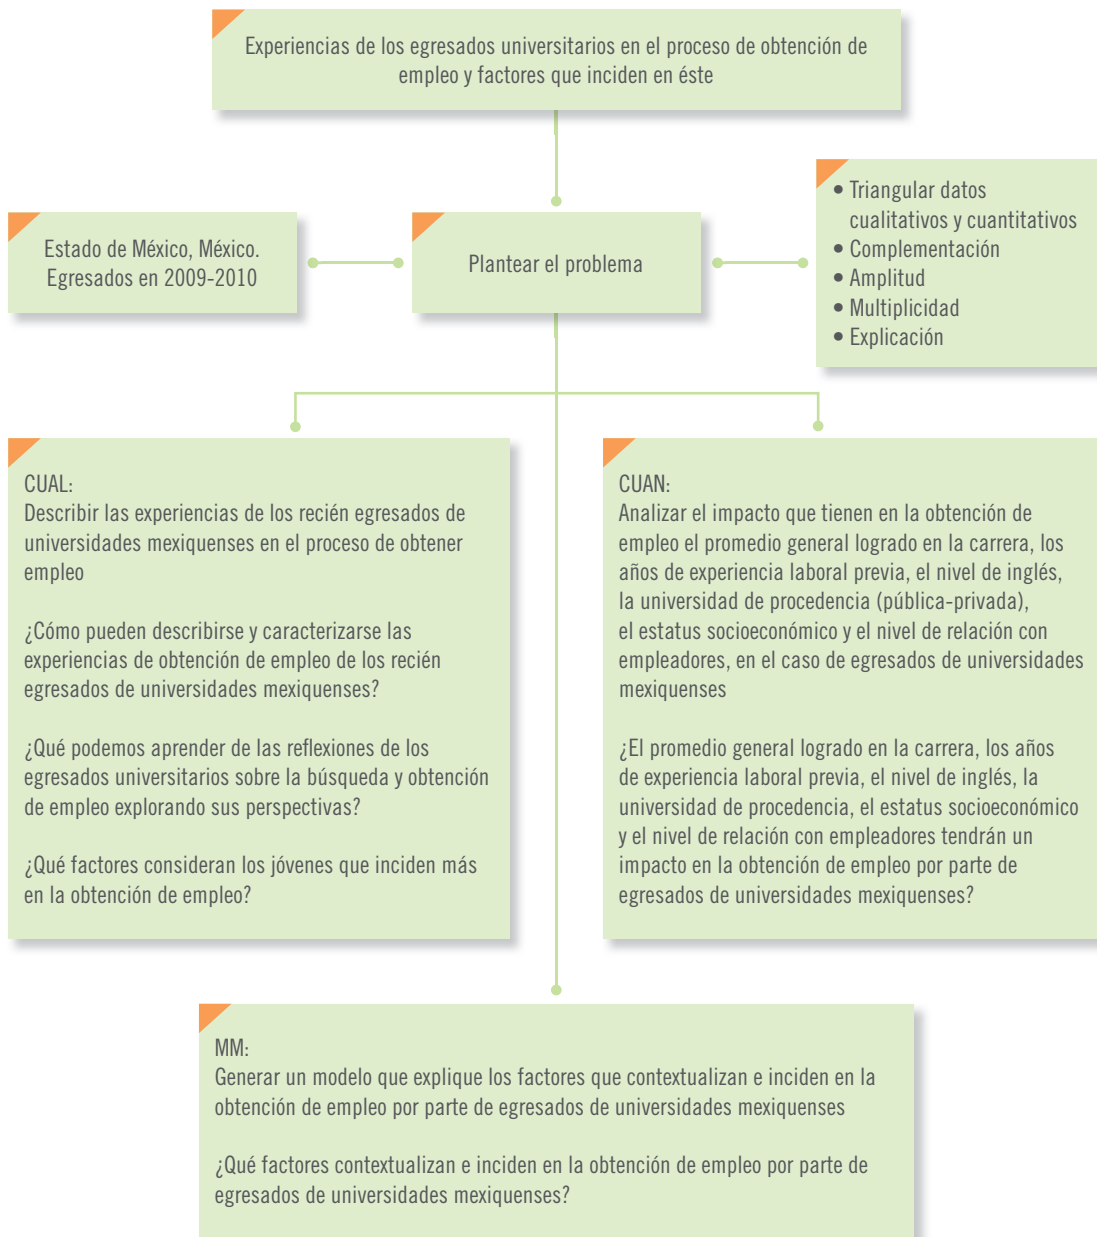 Experiencias de los egresados universitarios en el proceso de obtención de
empleo y factores que inciden en éste
Estado de México, México.
Egresados en 2009-2010
Plantear el problema
• Triangular datos
cualitativos y cuantitativos
• Complementación
• Amplitud
• Multiplicidad
• Explicación
CUAL:
Describir las experiencias de los recién egresados de
universidades mexiquenses en el proceso de obtener
empleo
¿Cómo pueden describirse y caracterizarse las
experiencias de obtención de empleo de los recién
egresados de universidades mexiquenses?
¿Qué podemos aprender de las reflexiones de los
egresados universitarios sobre la búsqueda y obtención
de empleo explorando sus perspectivas?
¿Qué factores consideran los jóvenes que inciden más
en la obtención de empleo?
CUAN:
Analizar el impacto que tienen en la obtención de
empleo el promedio general logrado en la carrera, los
años de experiencia laboral previa, el nivel de inglés,
la universidad de procedencia (pública-privada),
el estatus socioeconómico y el nivel de relación con
empleadores, en el caso de egresados de universidades
mexiquenses
¿El promedio general logrado en la carrera, los años
de experiencia laboral previa, el nivel de inglés, la
universidad de procedencia, el estatus socioeconómico
y el nivel de relación con empleadores tendrán un
impacto en la obtención de empleo por parte de
egresados de universidades mexiquenses?
MM:
Generar un modelo que explique los factores que contextualizan e inciden en la
obtención de empleo por parte de egresados de universidades mexiquenses
¿Qué factores contextualizan e inciden en la obtención de empleo por parte de
egresados de universidades mexiquenses?